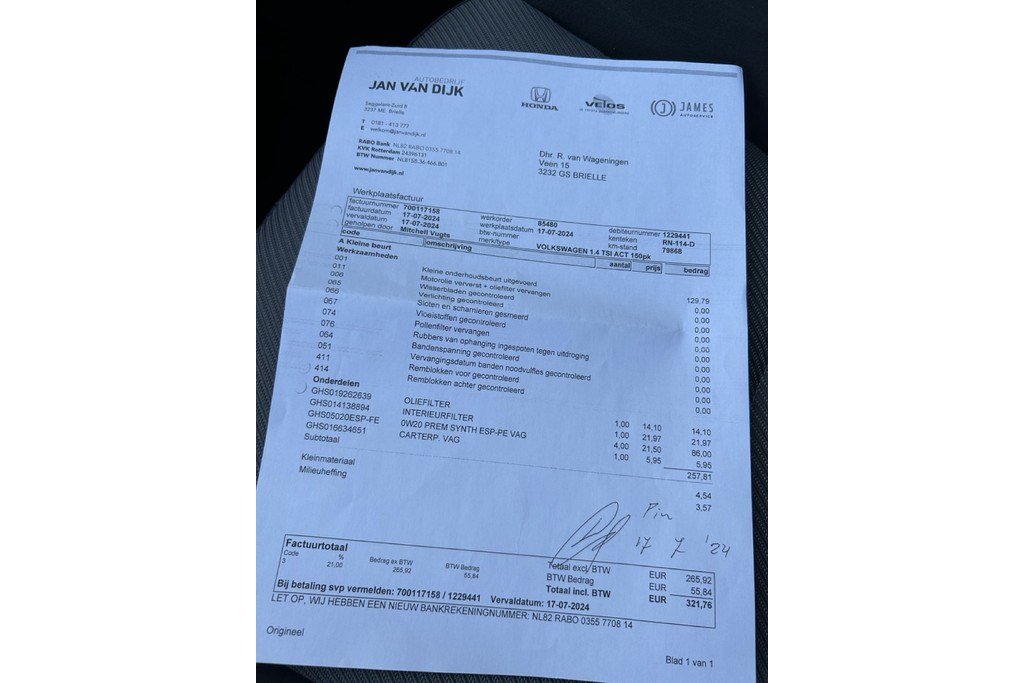 AUTOBEDRIJF
JAN VAN DIJK
HONDA
VELOS
JAMES
AUTOSERVICE
Seggelant-Zuid 8
3237 ME Brielle
T 0181 - 413 777
E welkom@janvandijk.nl
RABO Bank NL82 RABO 0355 7708 14
KVK Rotterdam 24396131
BTW Nummer NL8158.36.466.B01
www.janvandijk.nl
Dhr. R. van Wageningen
Veen 15
3232 GS BRIELLE
Werkplaatsfactuur
factuurnummer 700117158 werkorder 85480 debiteurnummer 1229441
factuurdatum 17-07-2024 werkplaatsdatum 17-07-2024 kenteken RN-114-D
vervaldatum 17-07-2024 btw-nummer km-stand 79868
geholpen door Mitchell Vugts merk/type VOLKSWAGEN 1.4 TSI ACT 150pk
code omschrijving aantal prijs bedrag
A Kleine beurt
Werkzaamheden
001 Kleine onderhoudsbeurt uitgevoerd 129,79
011 Motorolie ververst + oliefilter vervangen 0,00
006 Wisserbladen gecontroleerd 0,00
065 Verlichting gecontroleerd 0,00
066 Sloten en scharnieren gesmeerd 0,00
067 Vloeistoffen gecontroleerd 0,00
074 Pollenfilter vervangen 0,00
076 Rubbers van ophanging ingespoten tegen uitdroging 0,00
064 Bandenspanning gecontroleerd 0,00
051 Vervangingsdatum banden noodvulfles gecontroleerd 0,00
411 Remblokken voor gecontroleerd 0,00
414 Remblokken achter gecontroleerd 0,00
Onderdelen
GHS019262639 OLIEFILTER 1,00 14,10 14,10
GHS014138894 INTERIEURFILTER 1,00 21,97 21,97
GHS05020ESP-FE 0W20 PREM SYNTH ESP-PE VAG 4,00 21,50 86,00
GHS016634651 CARTERP. VAG 1,00 5,95 5,95
Subtotaal 257,81
Kleinmateriaal 4,54
Milieuheffing 3,57
Pin
17 7 '24
Factuurtotaal
Code % Bedrag ex BTW BTW Bedrag Totaal excl. BTW EUR 265,92
3 21,00 265,92 55,84 BTW Bedrag EUR 55,84
Totaal incl. BTW EUR 321,76
Bij betaling svp vermelden: 700117158 / 1229441 Vervaldatum: 17-07-2024
LET OP, WIJ HEBBEN EEN NIEUW BANKREKENINGNUMMER: NL82 RABO 0355 7708 14
Origineel
Blad 1 van 1